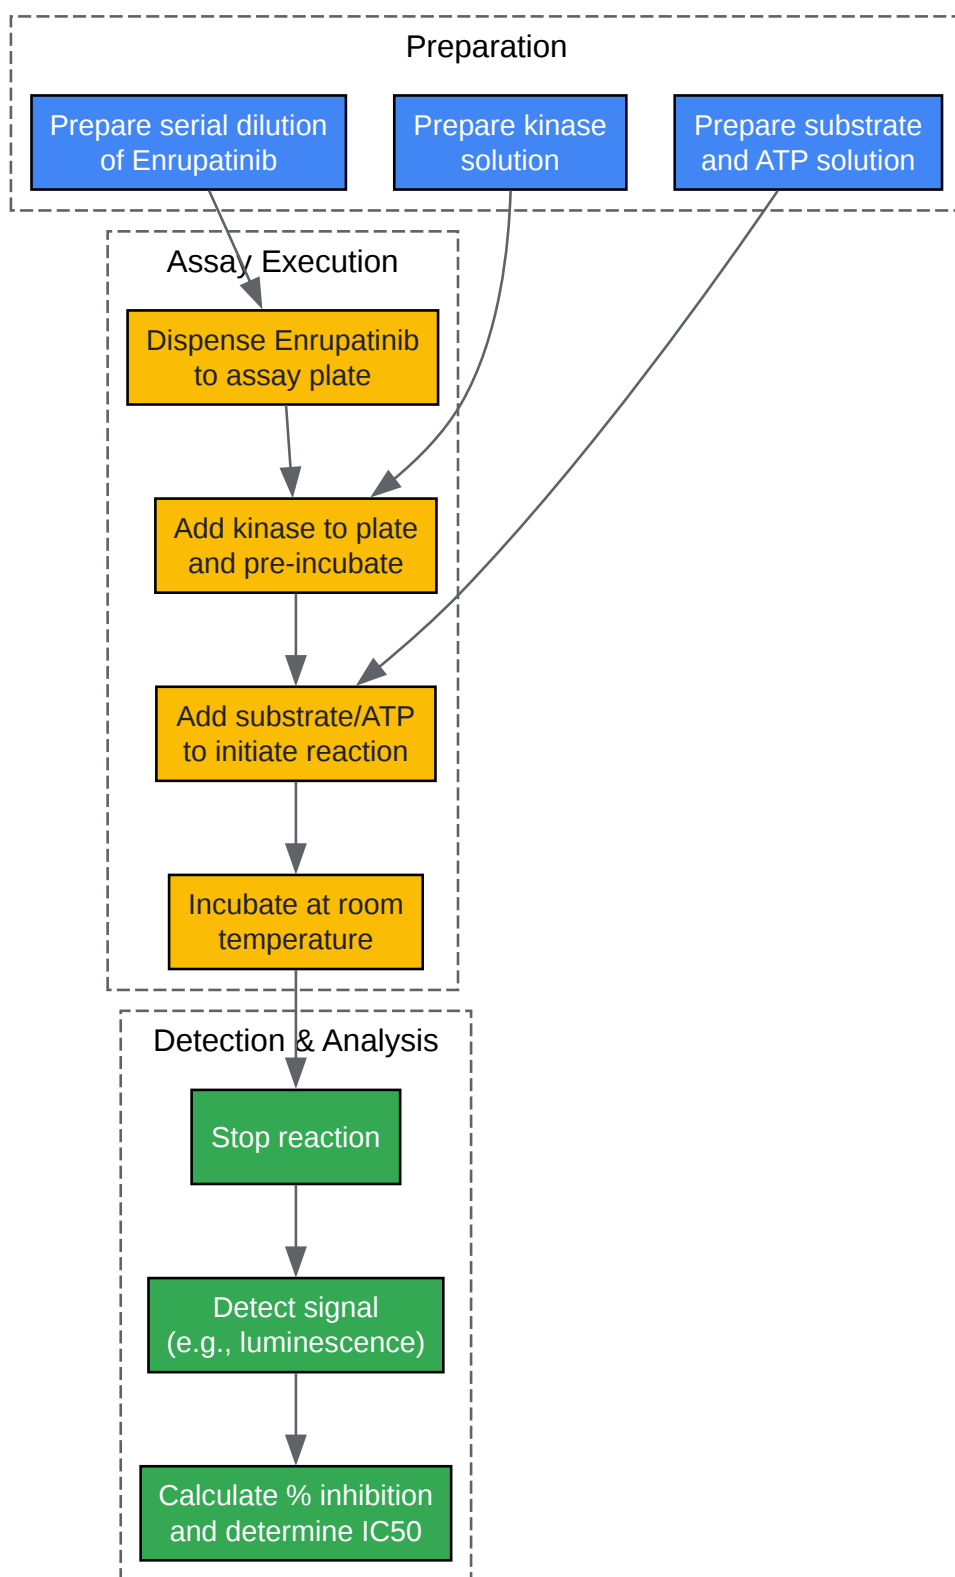 Preparation
Prepare serial dilution
of Enrupatinib
Prepare kinase
solution
Prepare substrate
and ATP solution
Assay Execution
Dispense Enrupatinib
to assay plate
Add kinase to plate
and pre-incubate
Add substrate/ATP
to initiate reaction
Incubate at room
temperature
Detection & Analysis
Stop reaction
Detect signal
(e.g., luminescence)
Calculate % inhibition
and determine IC50